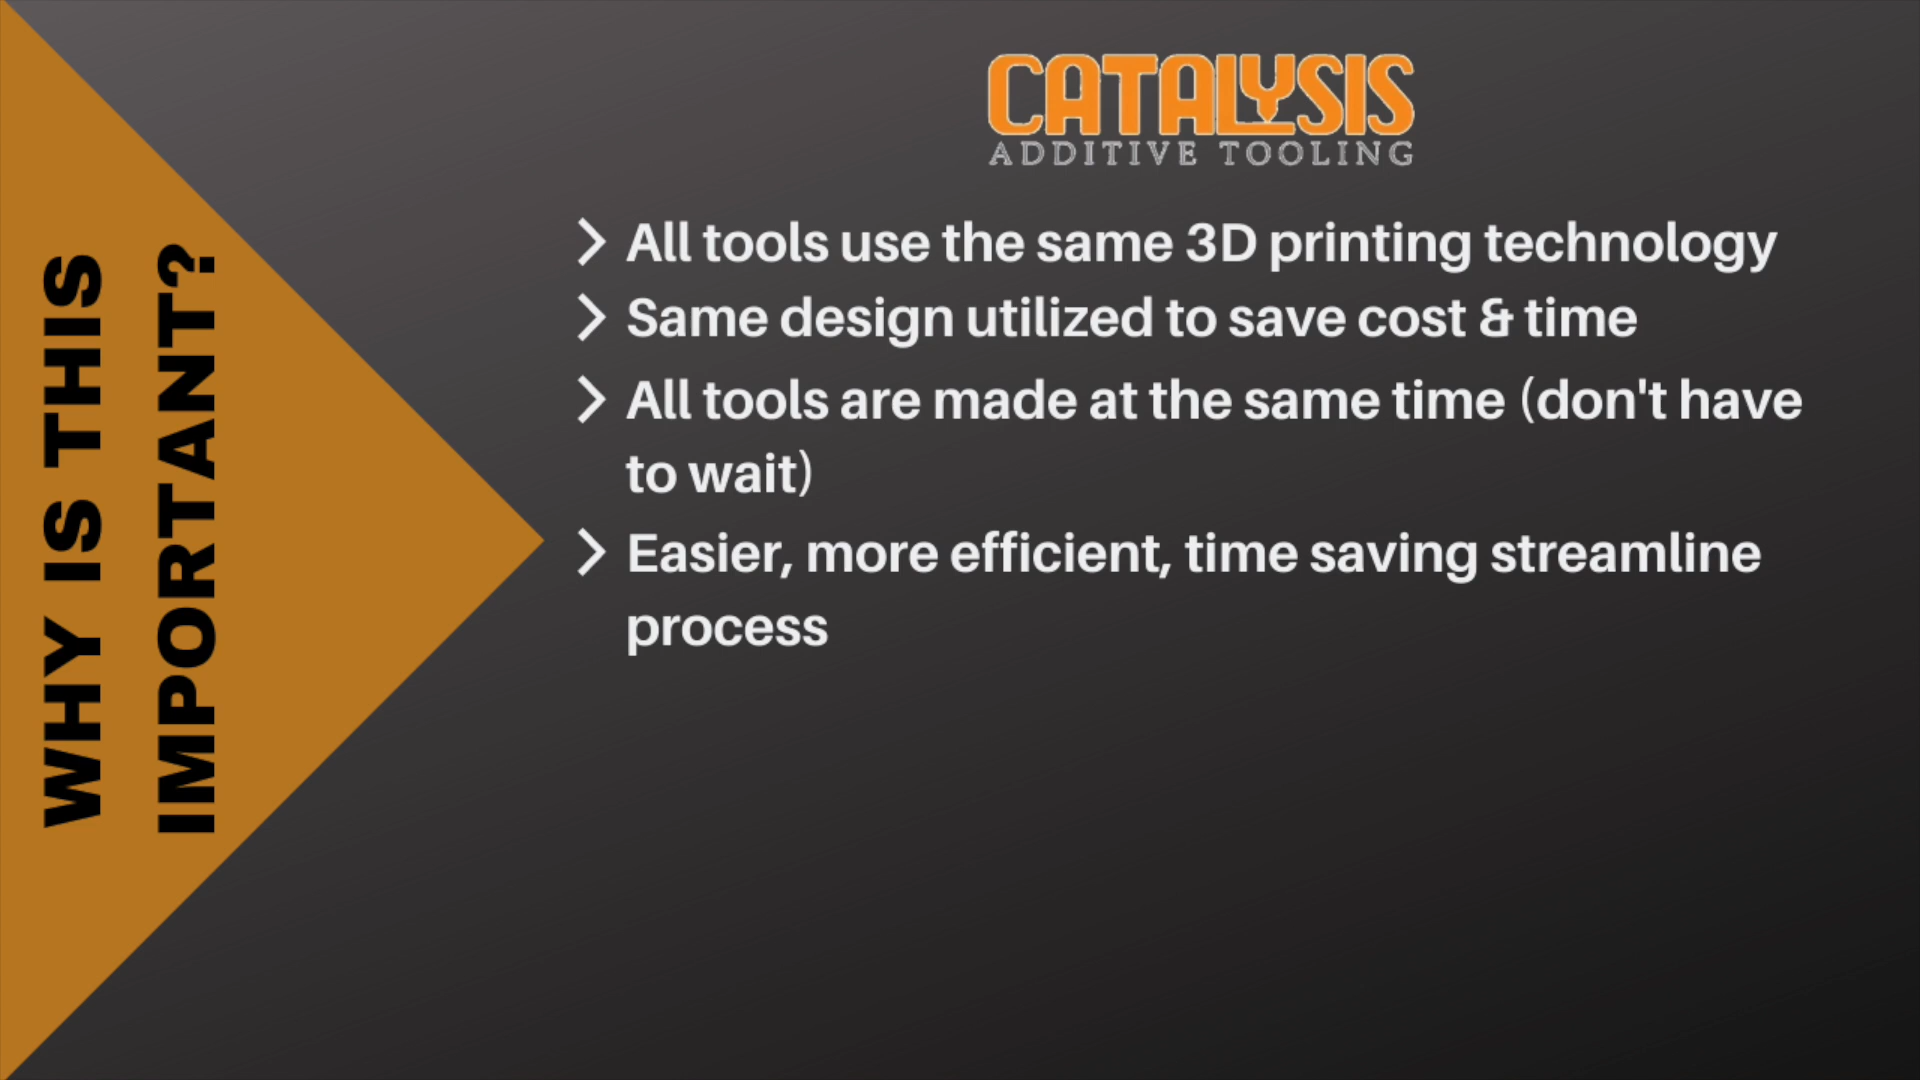 WHY IS THIS
IMPORTANT?
CATALYSIS
ADDITIVE TOOLING
All tools use the same 3D printing technology
Same design utilized to save cost & time
All tools are made at the same time (don't have
to wait)
Easier, more efficient, time saving streamline
process